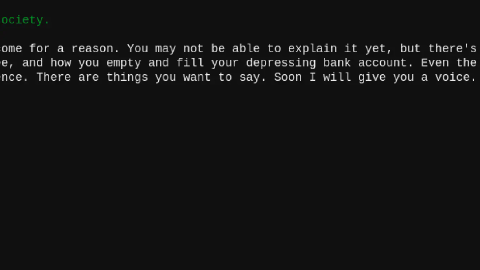 ociety.
ome for a reason. You may not be able to explain it yet, but there's
e, and how you empty and fill your depressing bank account. Even the
ence. There are things you want to say. Soon I will give you a voice.